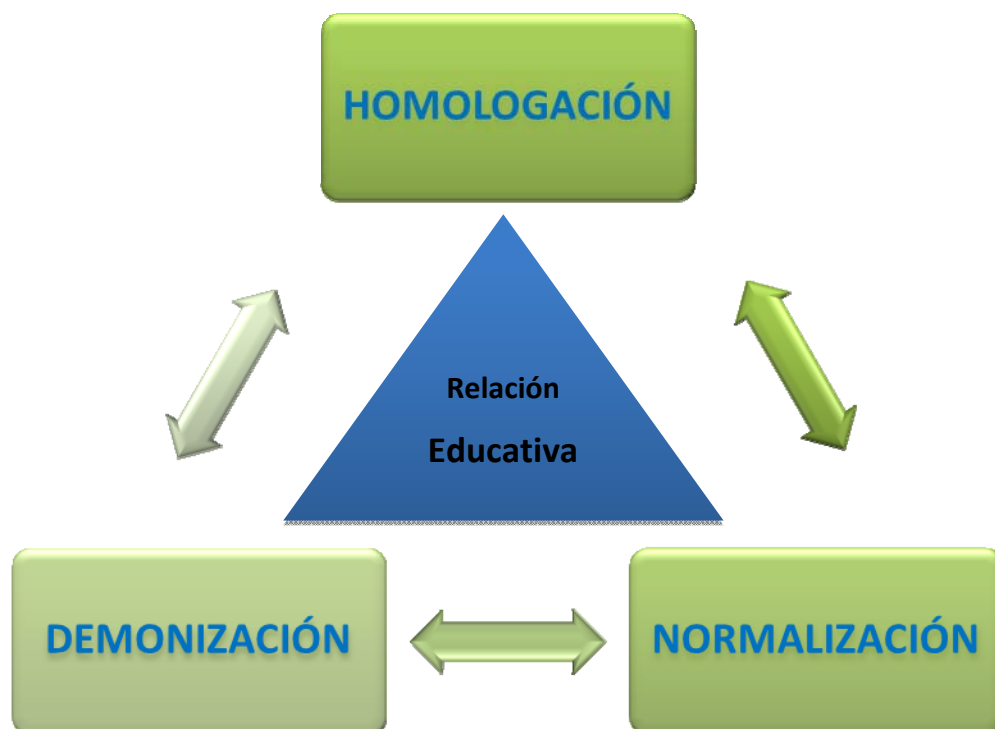 HOMOLOGACIÓN
Relación
Educativa
DEMONIZACIÓN
NORMALIZACIÓN